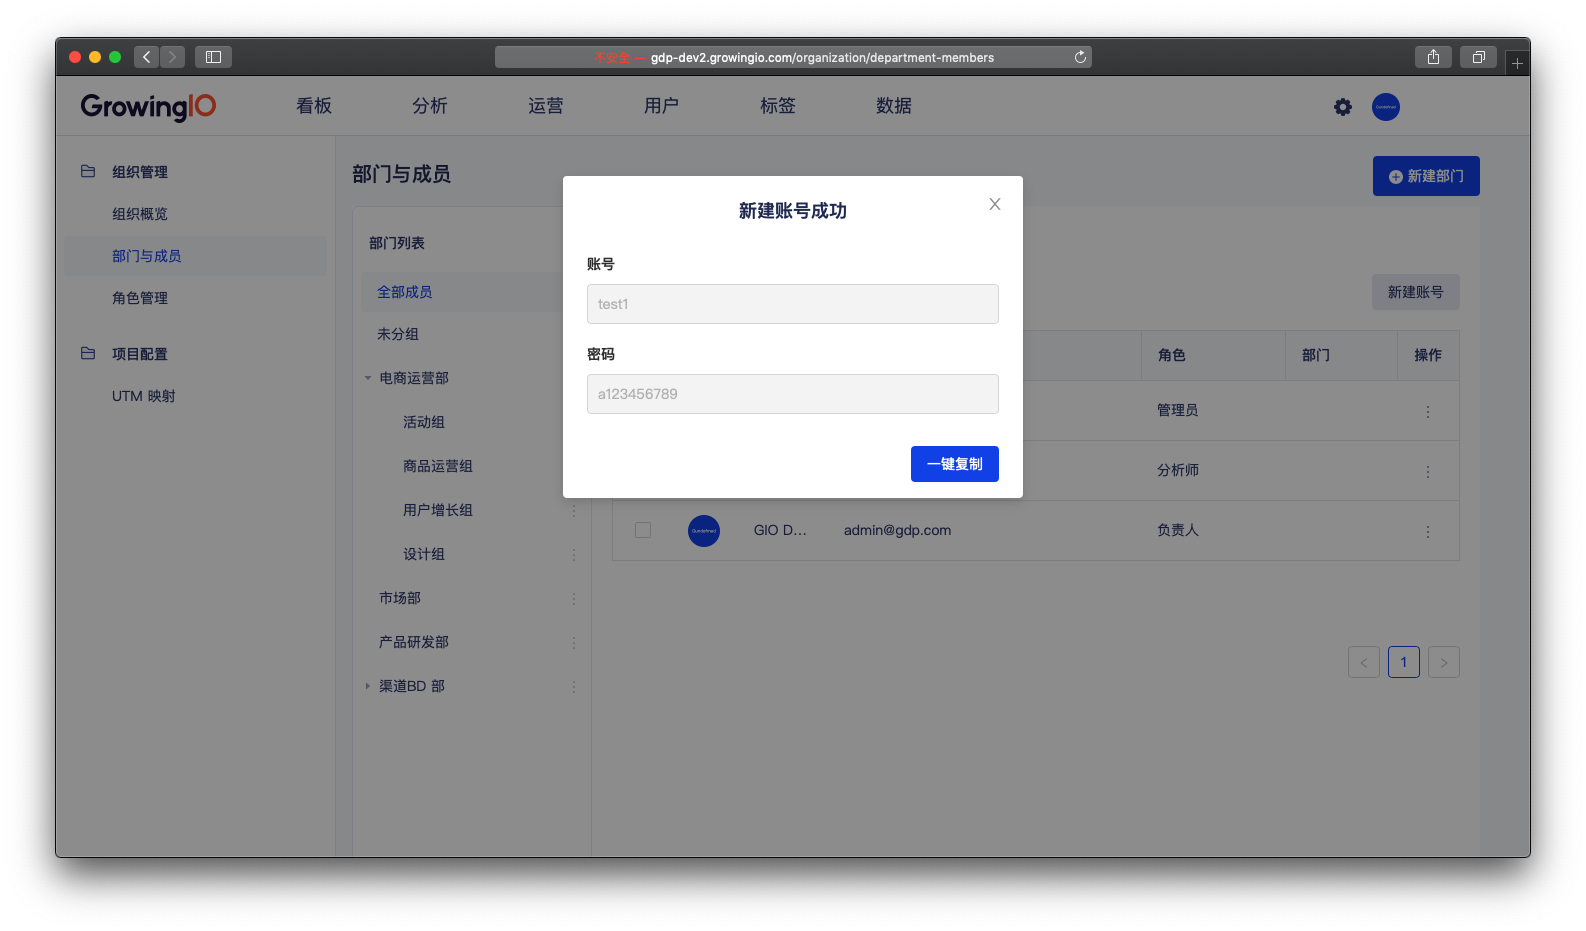 不安全 — gdp-dev2.growingio.com/organization/department-members
GrowingIO
看板
分析
运营
用户
标签
数据
组织管理
组织概览
部门与成员
角色管理
项目配置
UTM 映射
部门与成员
新建部门
部门列表
全部成员
未分组
电商运营部
活动组
商品运营组
用户增长组
设计组
市场部
产品研发部
渠道BD 部
新建账号
角色
部门
操作
管理员
分析师
GIO D...
admin@gdp.com
负责人
1
新建账号成功
账号
test1
密码
a123456789
一键复制